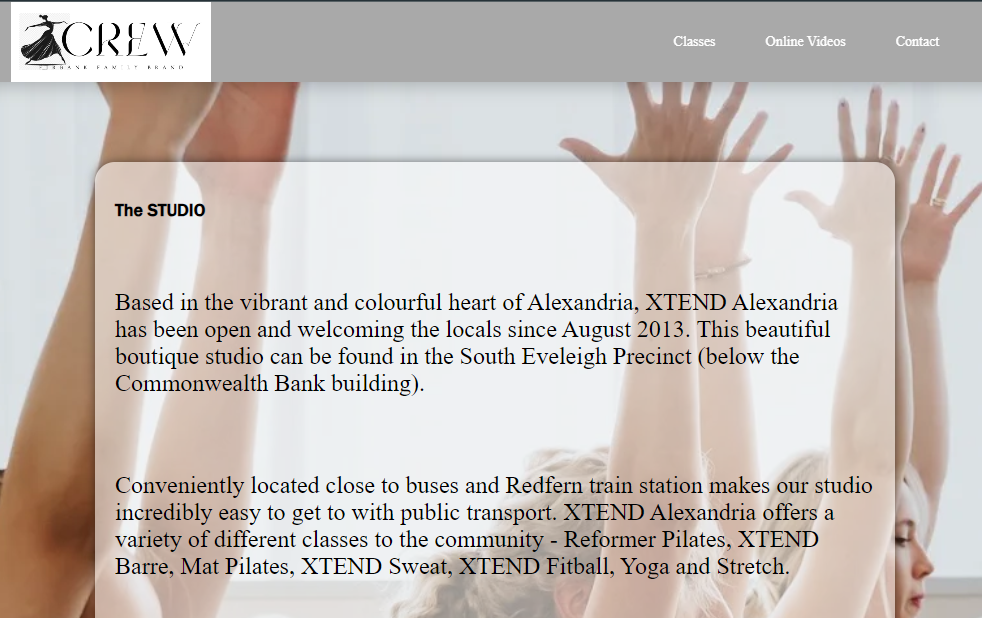 CREW
FAMILY BRAND
Classes
Online Videos
Contact
The STUDIO
Based in the vibrant and colourful heart of Alexandria, XTEND Alexandria
has been open and welcoming the locals since August 2013. This beautiful
boutique studio can be found in the South Eveleigh Precinct (below the
Commonwealth Bank building).
Conveniently located close to buses and Redfern train station makes our studio
incredibly easy to get to with public transport. XTEND Alexandria offers a
variety of different classes to the community - Reformer Pilates, XTEND
Barre, Mat Pilates, XTEND Sweat, XTEND Fitball, Yoga and Stretch.